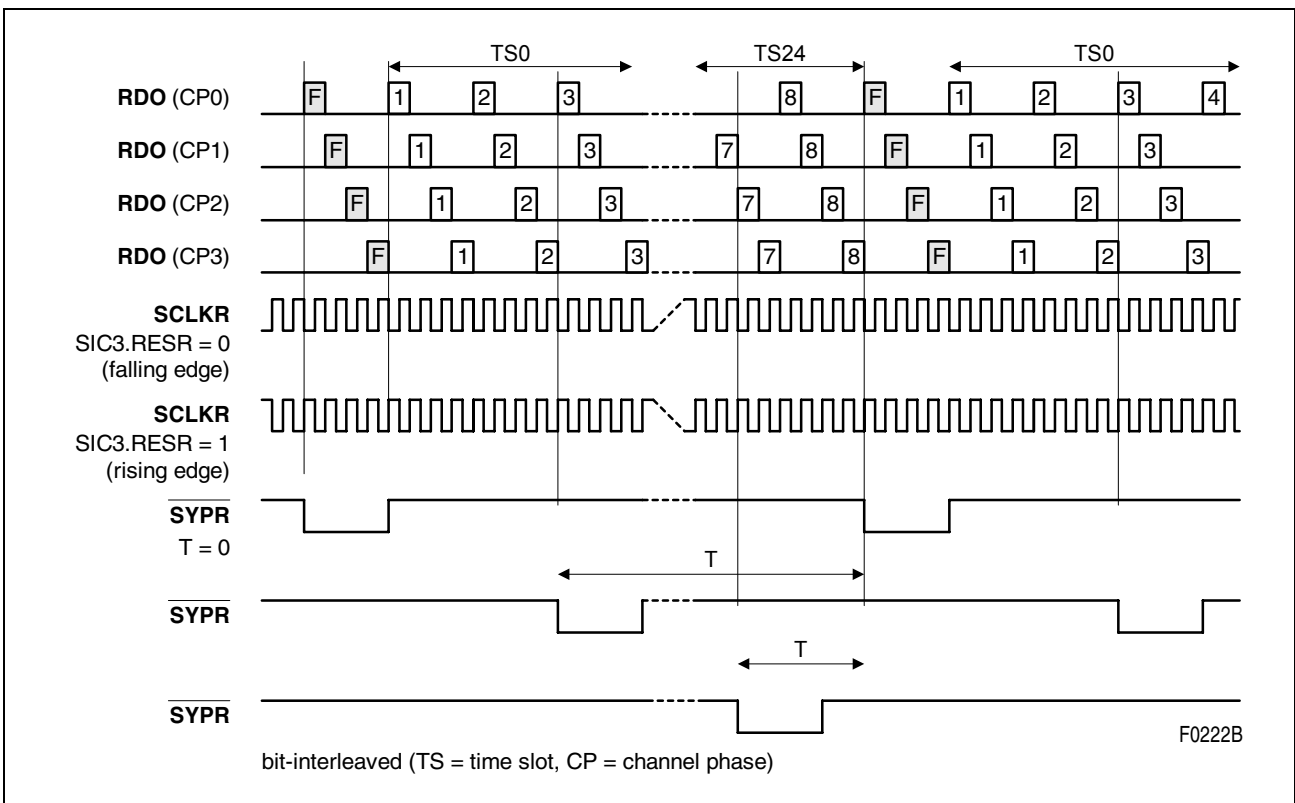 TS0 TS24 TS0
RDO (CP0) F 1 2 3 8 F 1 2 3 4
RDO (CP1) F 1 2 3 7 8 F 1 2 3
RDO (CP2) F 1 2 3 7 8 F 1 2 3
RDO (CP3) F 1 2 3 7 8 F 1 2 3
SCLKR
SIC3.RESR = 0
(falling edge)
SCLKR
SIC3.RESR = 1
(rising edge)
SYPR
T = 0
T
SYPR
T
SYPR
F0222B
bit-interleaved (TS = time slot, CP = channel phase)